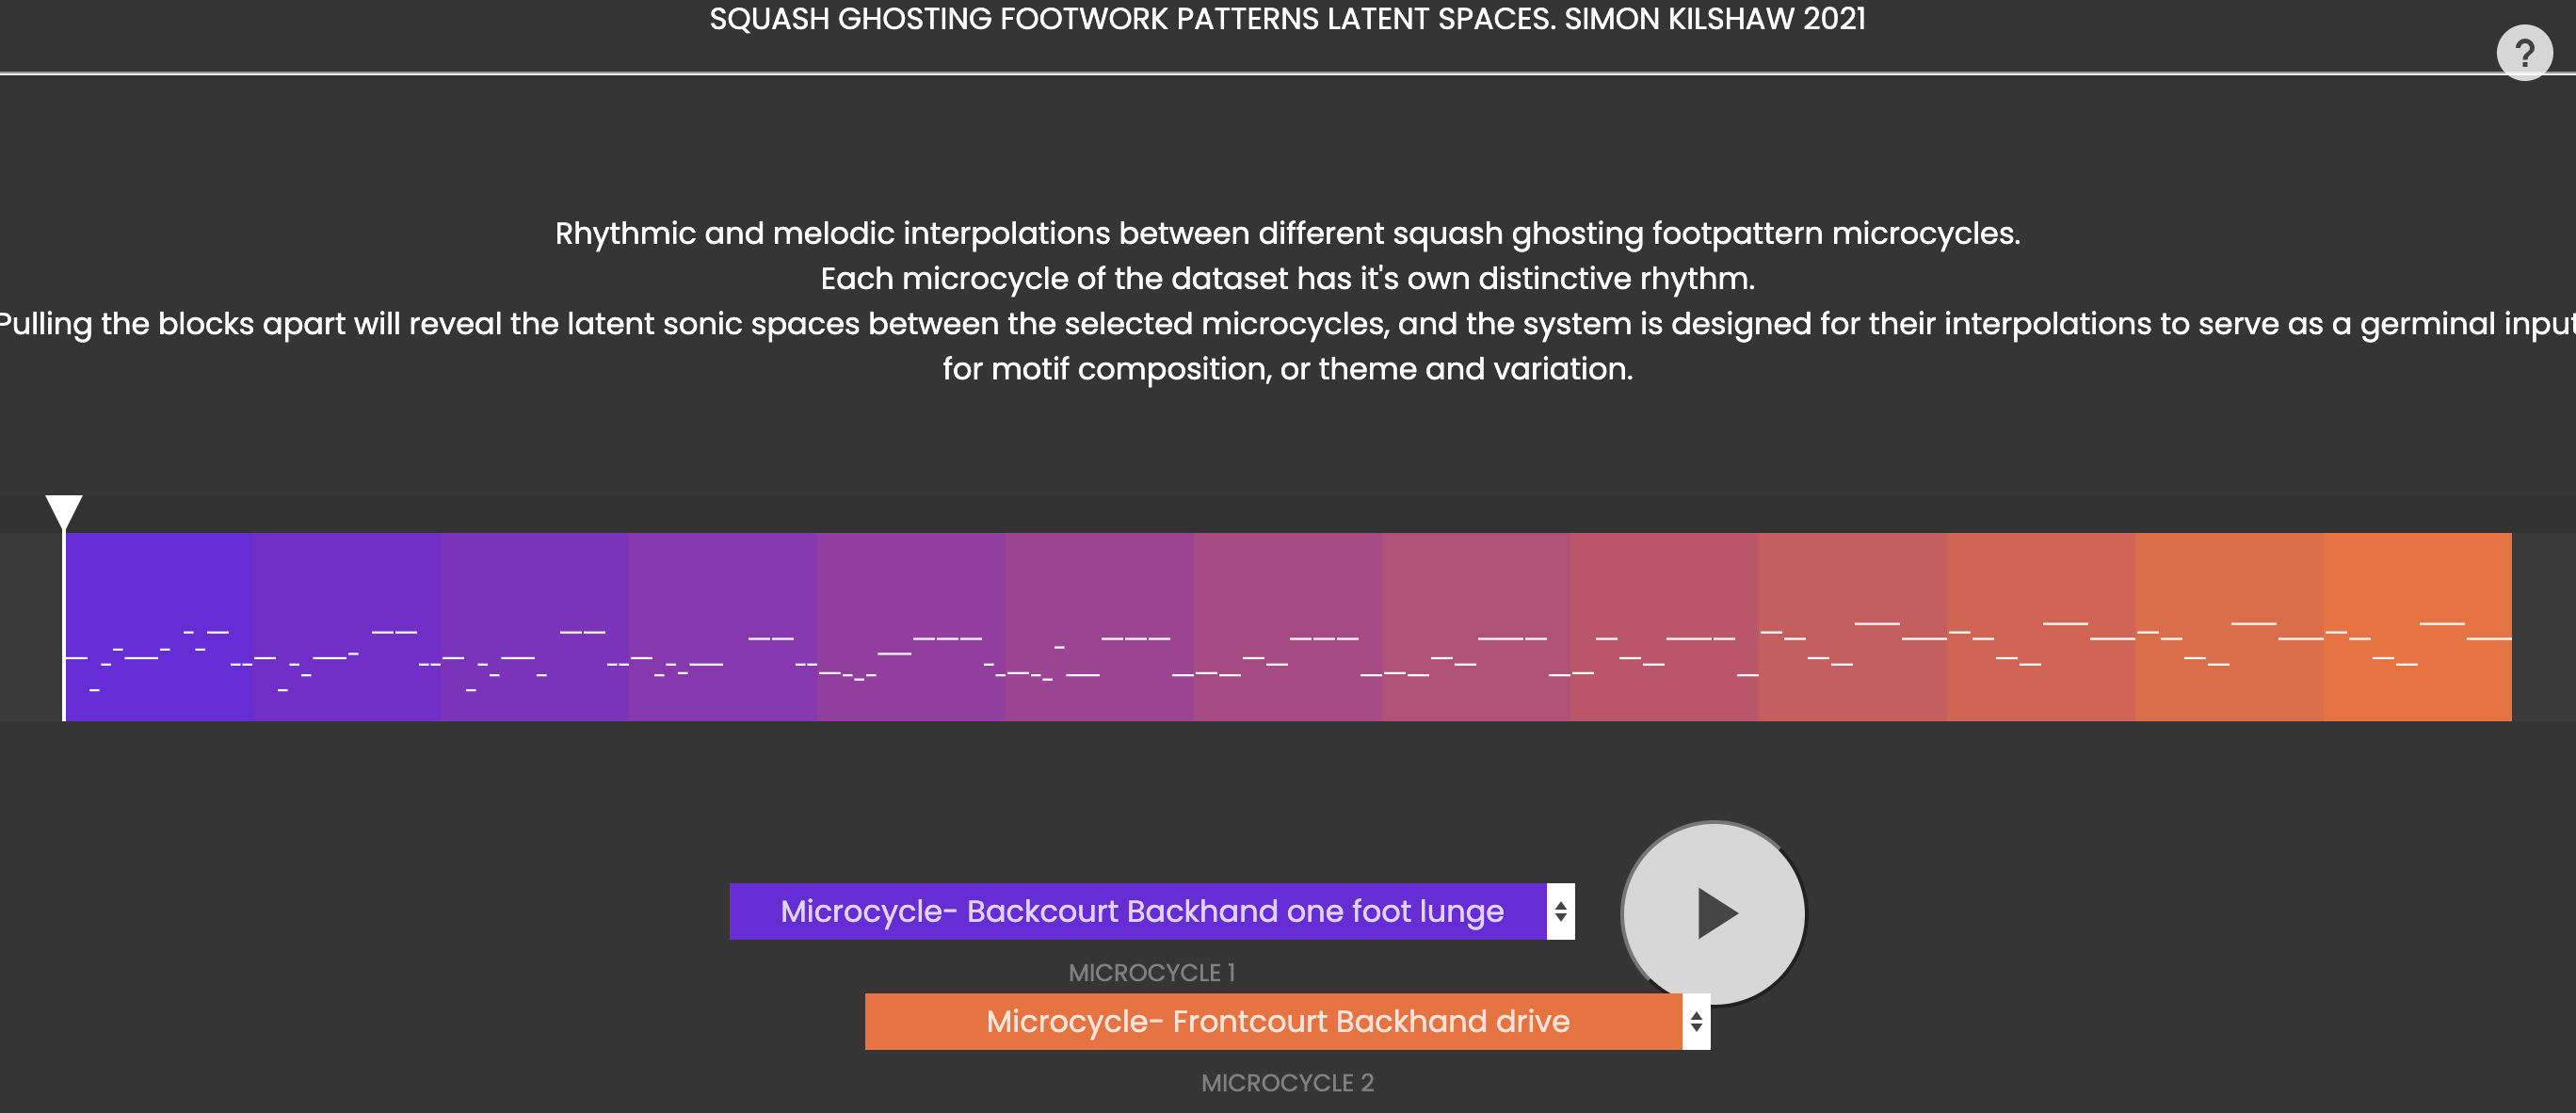 SQUASH GHOSTING FOOTWORK PATTERNS LATENT SPACES. SIMON KILSHAW 2021
?
Rhythmic and melodic interpolations between different squash ghosting footpattern microcycles.
Each microcycle of the dataset has it's own distinctive rhythm.
Pulling the blocks apart will reveal the latent sonic spaces between the selected microcycles, and the system is designed for their interpolations to serve as a germinal input
for motif composition, or theme and variation.
Microcycle- Backcourt Backhand one foot lunge
MICROCYCLE 1
Microcycle- Frontcourt Backhand drive
MICROCYCLE 2